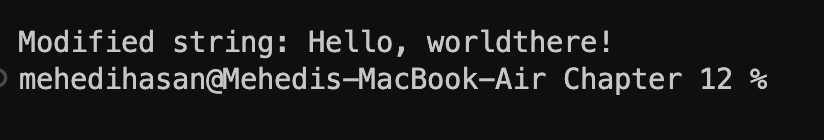 Modified string: Hello, worldthere!
mehedihasan@Mehedis-MacBook-Air Chapter 12 %